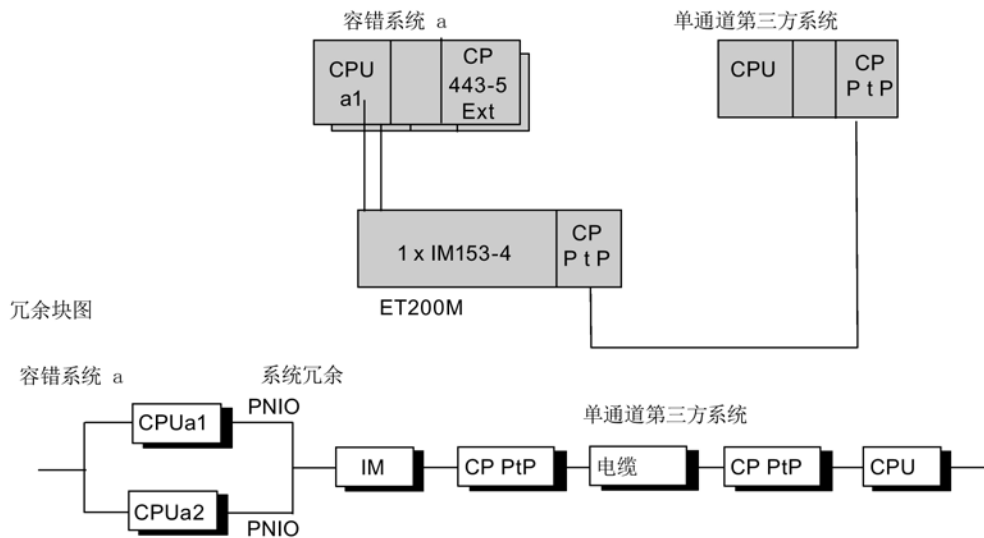 容错系统 a
单通道第三方系统
CPU
a1
CP
443-5
Ext
CPU
CP
P t P
1 x IM153-4
CP
P t P
ET200M
冗余块图
容错系统 a
系统冗余
PNIO
单通道第三方系统
CPUa1
IM
CP PtP
电缆
CP PtP
CPU
CPUa2
PNIO